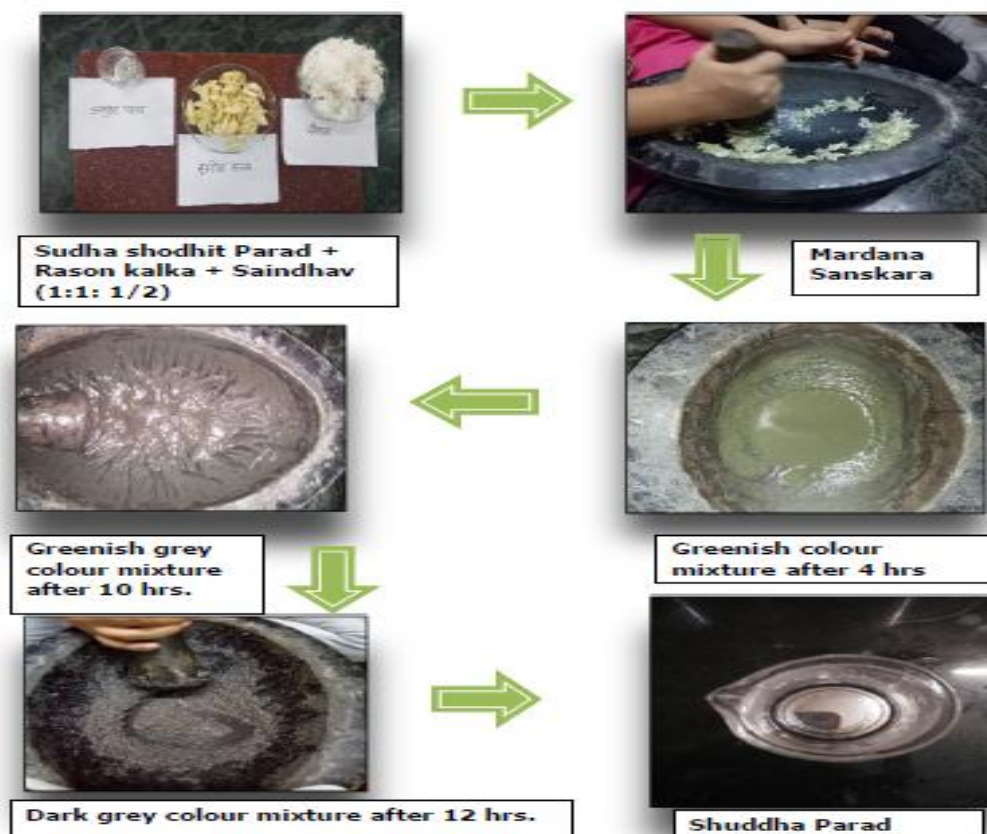 Sudha shodhit Parad +
Rason kalka + Saindhav
(1:1: 1/2)
Mardana
Sanskara
Greenish colour
mixture after 4 hrs
Greenish grey
colour mixture
after 10 hrs.
Dark grey colour mixture after 12 hrs.
Shuddha Parad